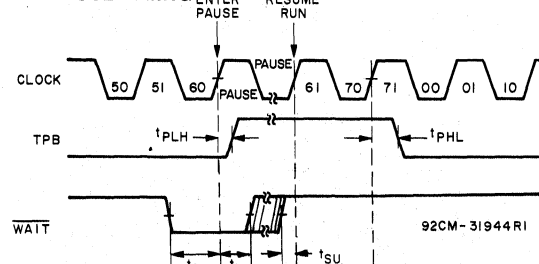 ENTER RESUME
PAUSE RUN
PAUSE
CLOCK 50 51 60 PAUSE 61 70 71 00 01 10
TPB tPLH tPHL
WAIT 92CM-31944R1
tSU